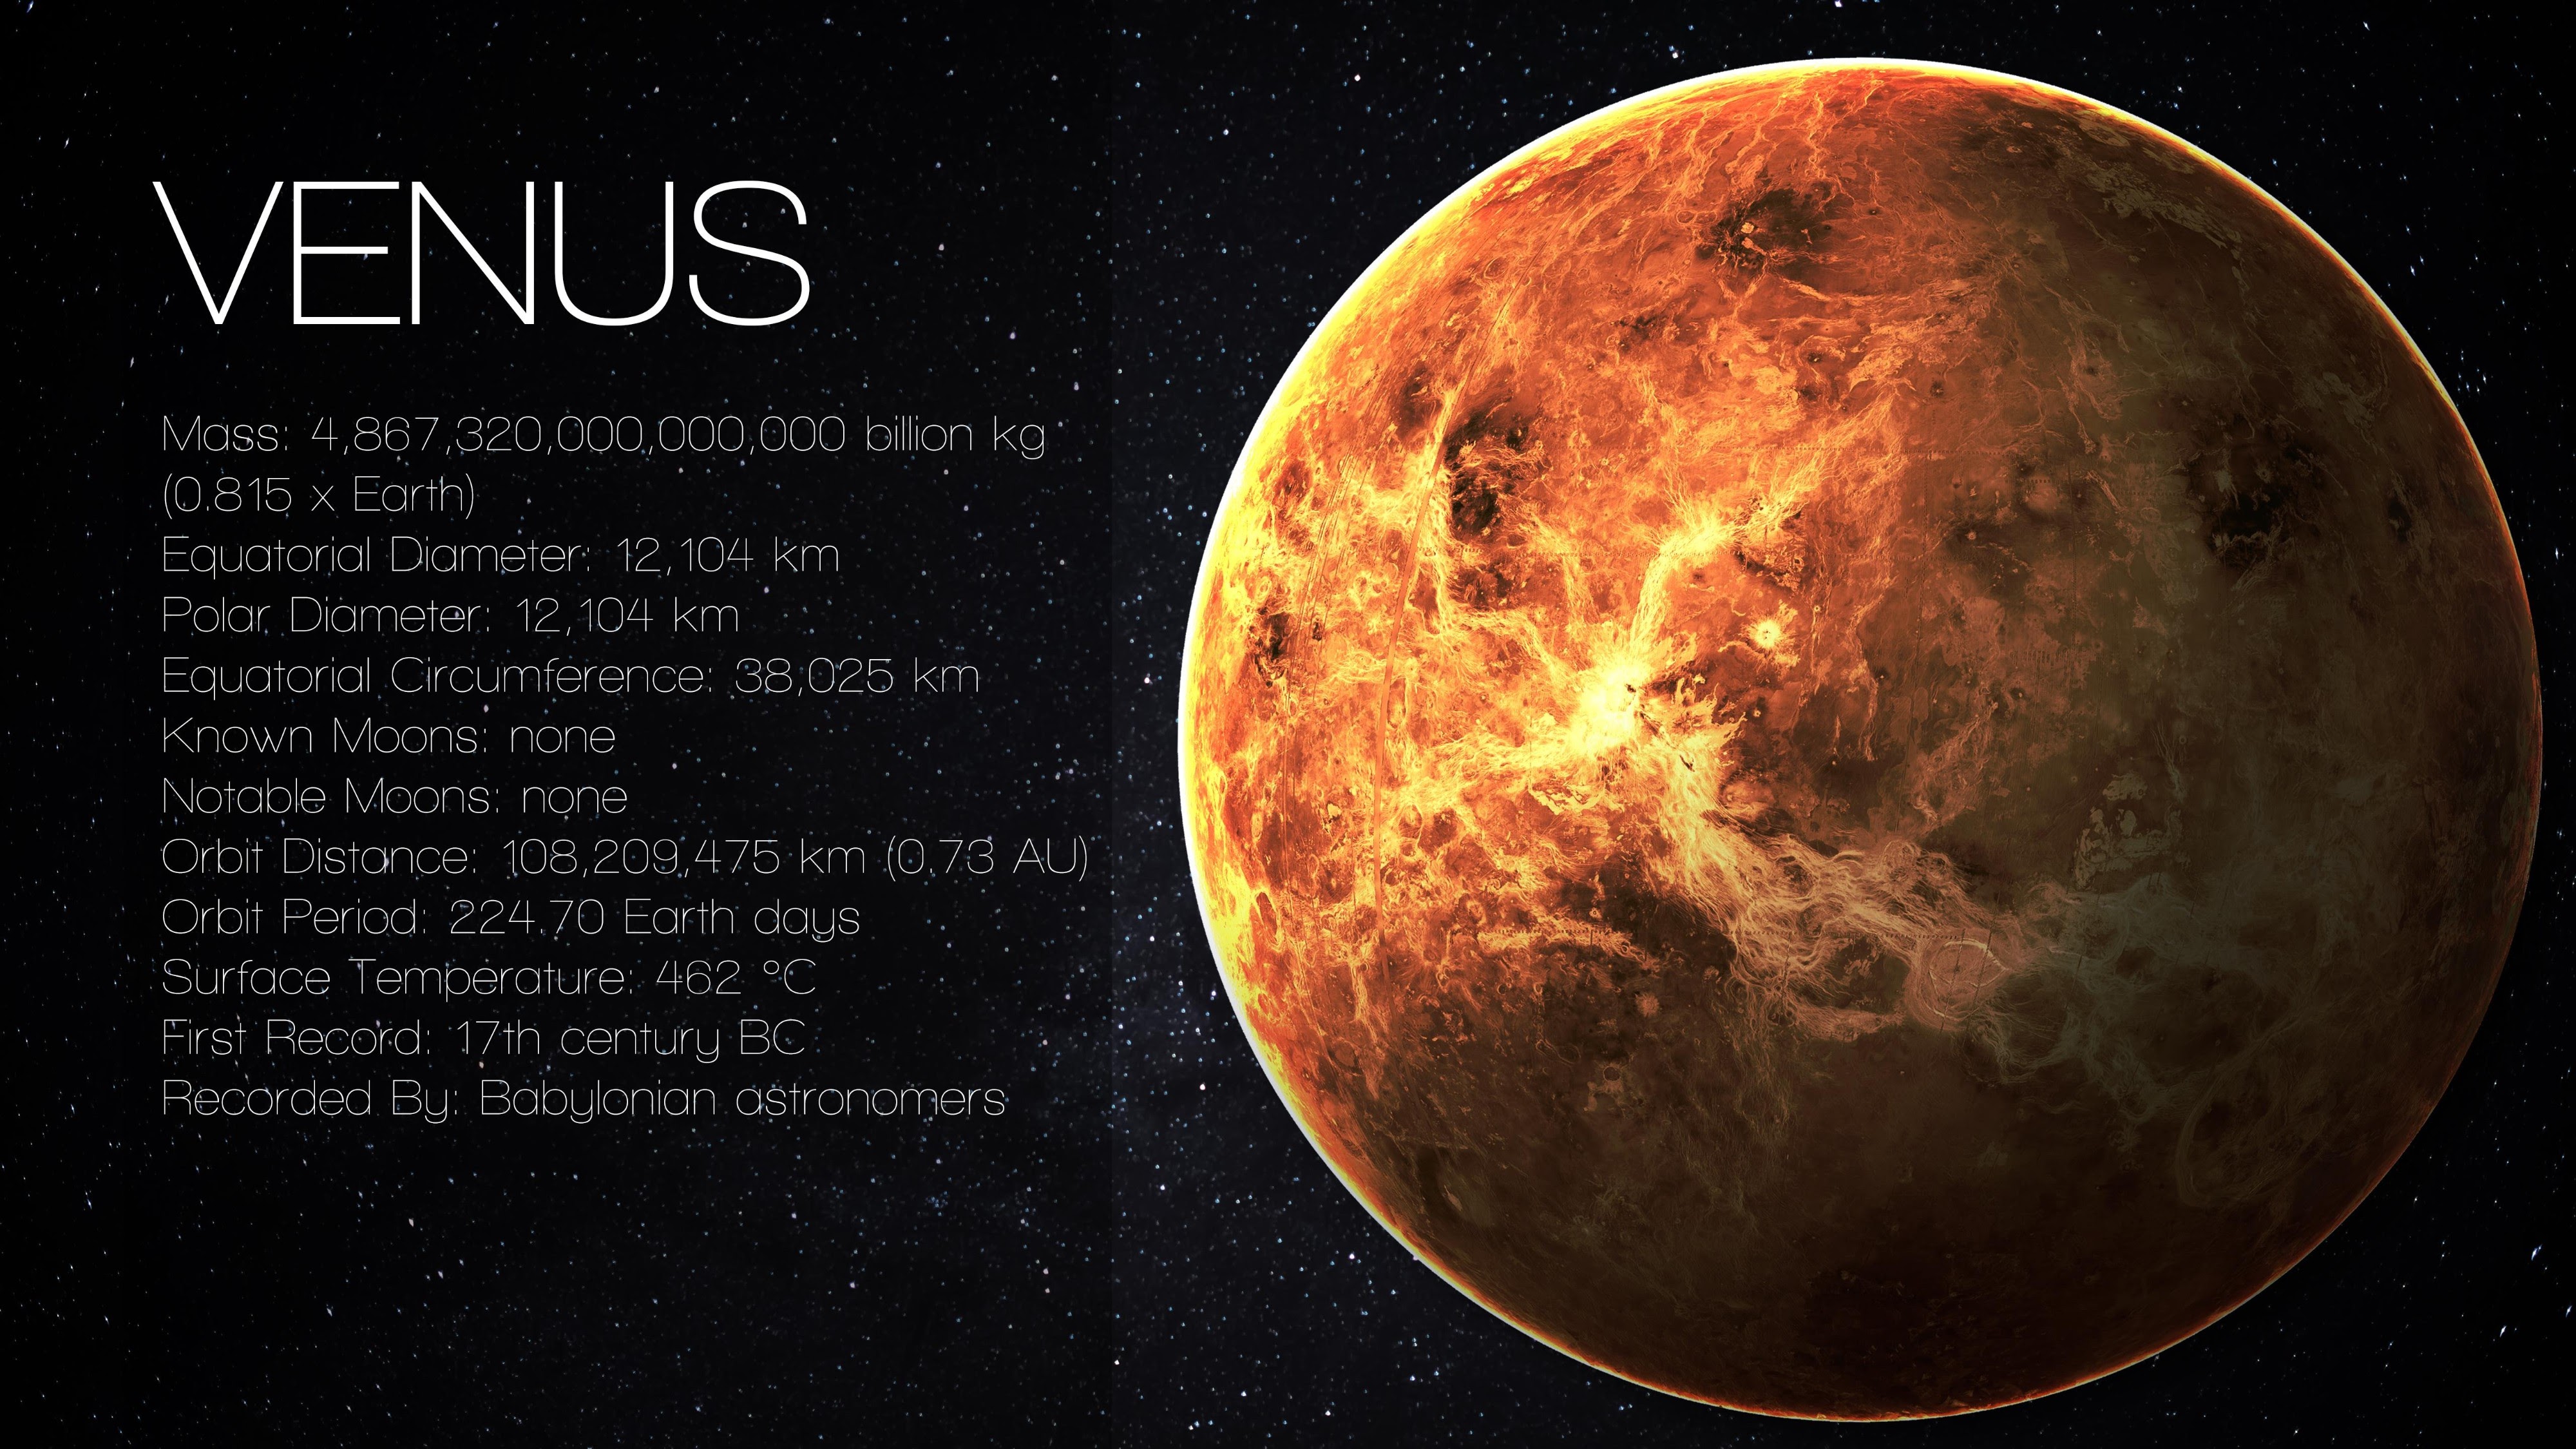 VENUS
Mass: 4,867,320,000,000,000 billion kg
(0.815 x Earth)
Equatorial Diameter: 12,104 km
Polar Diameter: 12,104 km
Equatorial Circumference: 38,025 km
Known Moons: none
Notable Moons: none
Orbit Distance: 108,209,475 km (0.73 AU)
Orbit Period: 224.70 Earth days
Surface Temperature: 462 °C
First Record: 17th century BC
Recorded By: Babylonian astronomers